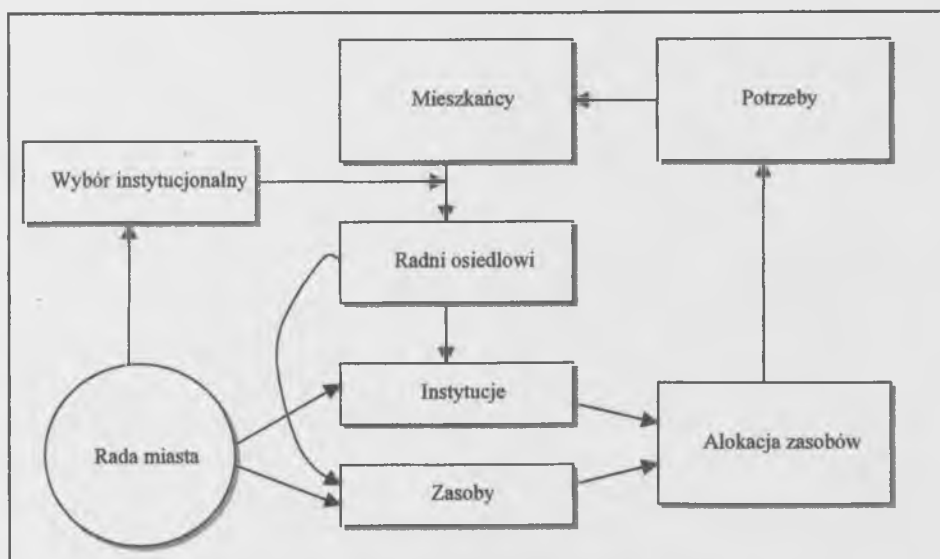 Mieszkańcy
Potrzeby
Wybór instytucjonalny
Radni osiedlowi
Instytucje
Rada miasta
Alokacja zasobów
Zasoby